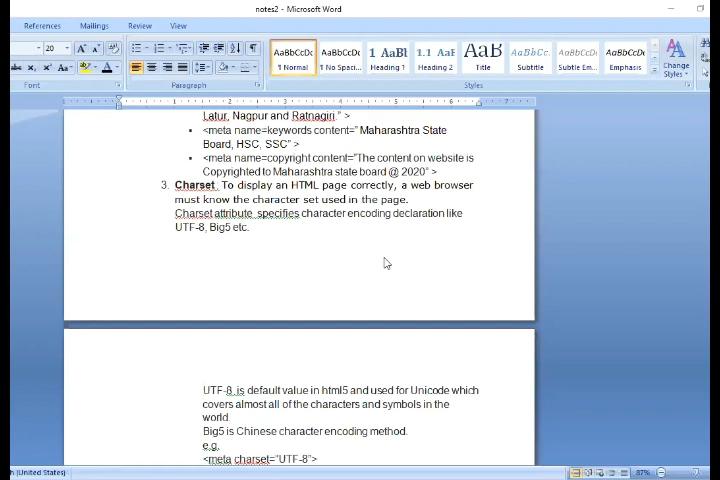 notes2 - Microsoft Word
References Mailings Review View
20
Font Paragraph Styles
AaBbCcDc AaBbCcDc AaBbCc AaBbCc AaB AaBbCc. AaBbCcDc AaBbCcDc
¶ Normal ¶ No Spaci... Heading 1 Heading 2 Title Subtitle Subtle Em... Emphasis
Change
Styles
Latur, Nagpur and Ratnagiri." >
• <meta name=keywords content=" Maharashtra State
Board, HSC, SSC" >
• <meta name=copyright content="The content on website is
Copyrighted to Maharashtra state board @ 2020" >
3. Charset To display an HTML page correctly, a web browser
must know the character set used in the page.
Charset attribute specifies character encoding declaration like
UTF-8, Big5 etc.
UTF-8 is default value in html5 and used for Unicode which
covers almost all of the characters and symbols in the
world.
Big5 is Chinese character encoding method.
e.g.
<meta charset="UTF-8">
(United States) 87%